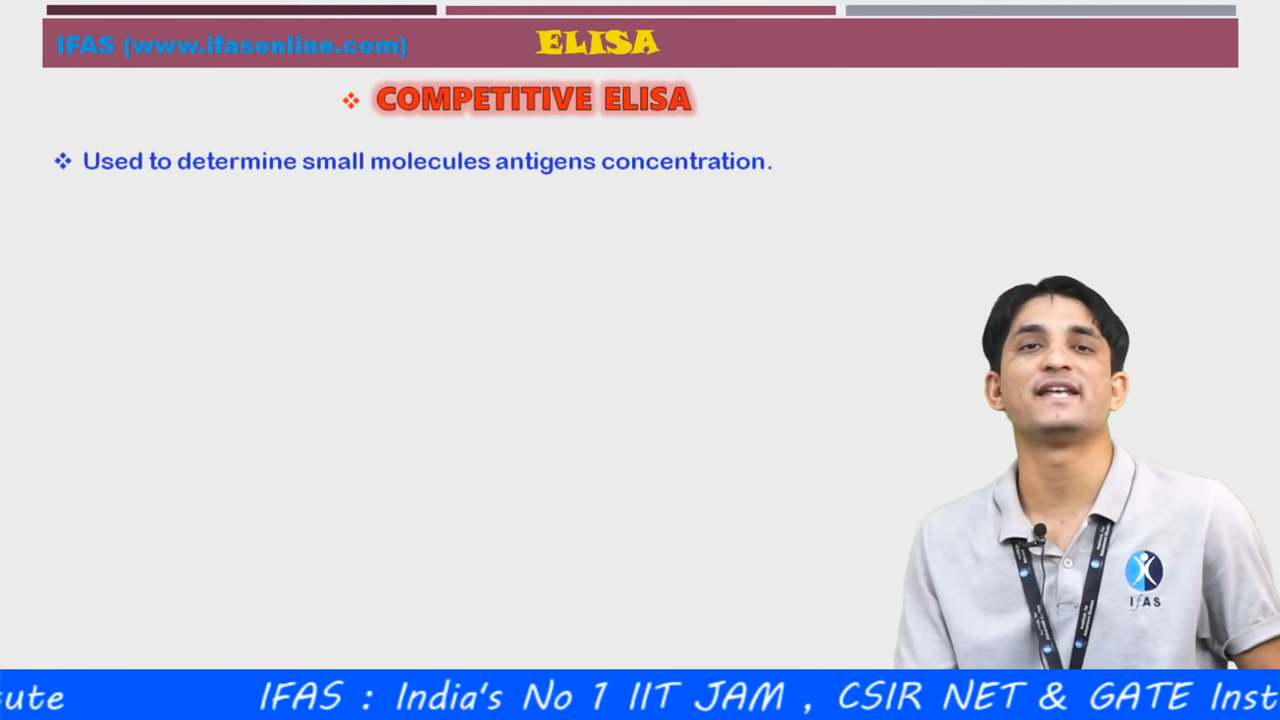 IFAS (www.ifasonline.com)
ELISA
❖ COMPETITIVE ELISA
❖ Used to determine small molecules antigens concentration.
IfAS
ute IFAS : India's No 1 IIT JAM , CSIR NET & GATE Inst